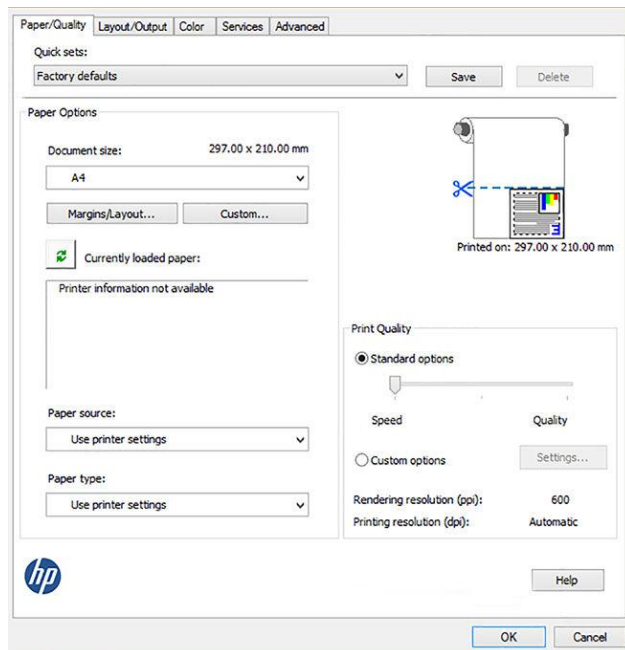 Paper/Quality Layout/Output Color Services Advanced
Quick sets:
Factory defaults Save Delete
Paper Options
Document size: 297.00 x 210.00 mm
A4
Margins/Layout... Custom...
Printed on: 297.00 x 210.00 mm
Currently loaded paper:
Printer information not available
Print Quality
Standard options
Speed Quality
Custom options Settings...
Rendering resolution (ppi): 600
Printing resolution (dpi): Automatic
Paper source:
Use printer settings
Paper type:
Use printer settings
hp
Help
OK Cancel